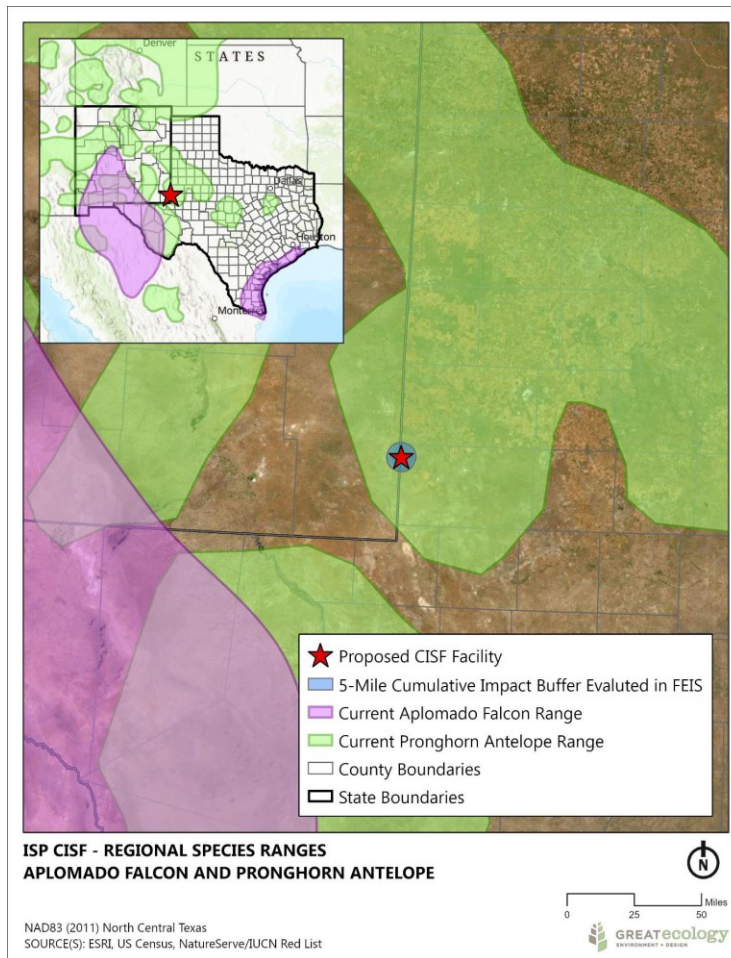 Denver
STATES
Dallas
Houston
Proposed CISF Facility
5-Mile Cumulative Impact Buffer Evaluted in FEIS
Current Aplomado Falcon Range
Current Pronghorn Antelope Range
County Boundaries
State Boundaries
ISP CISF - REGIONAL SPECIES RANGES
APLOMADO FALCON AND PRONGHORN ANTELOPE
N
Miles
0 25 50
NAD83 (2011) North Central Texas
SOURCE(S): ESRI, US Census, NatureServe/IUCN Red List
GREATecology
ENVIRONMENT + DESIGN